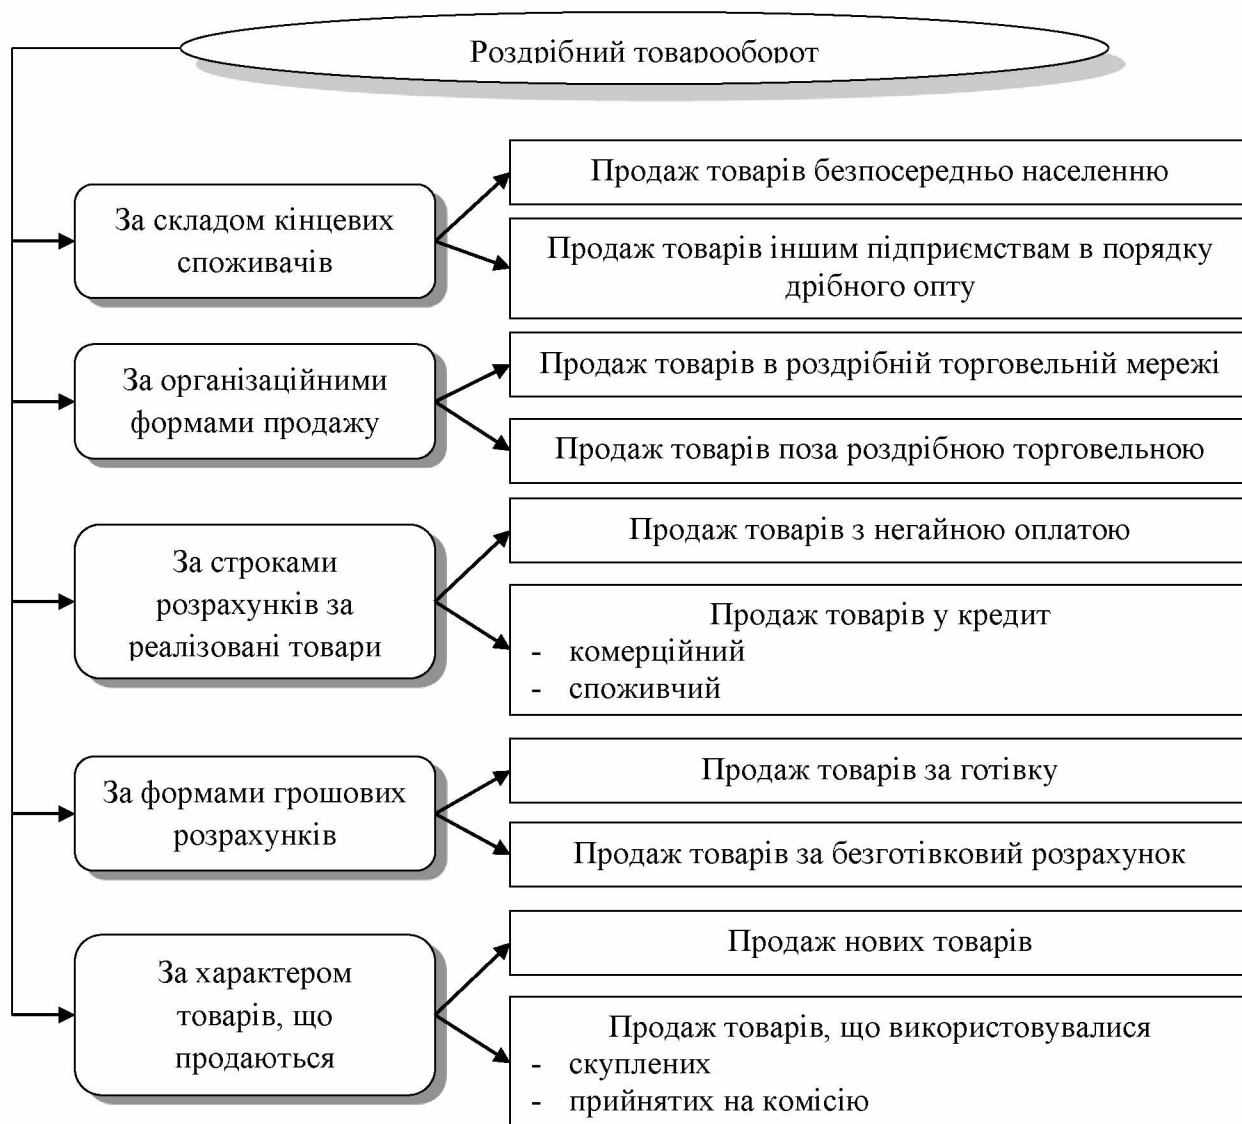 Роздрібний товарооборот
За складом кінцевих
споживачів
Продаж товарів безпосередньо населенню
Продаж товарів іншим підприємствам в порядку
дрібного опту
За організаційними
формами продажу
Продаж товарів в роздрібній торговельній мережі
Продаж товарів поза роздрібною торговельною
За строками
розрахунків за
реалізовані товари
Продаж товарів з негайною оплатою
Продаж товарів у кредит
- комерційний
- споживчий
За формами грошових
розрахунків
Продаж товарів за готівку
Продаж товарів за безготівковий розрахунок
За характером
товарів, що
продаються
Продаж нових товарів
Продаж товарів, що використовувалися
- скуплених
- прийнятих на комісію